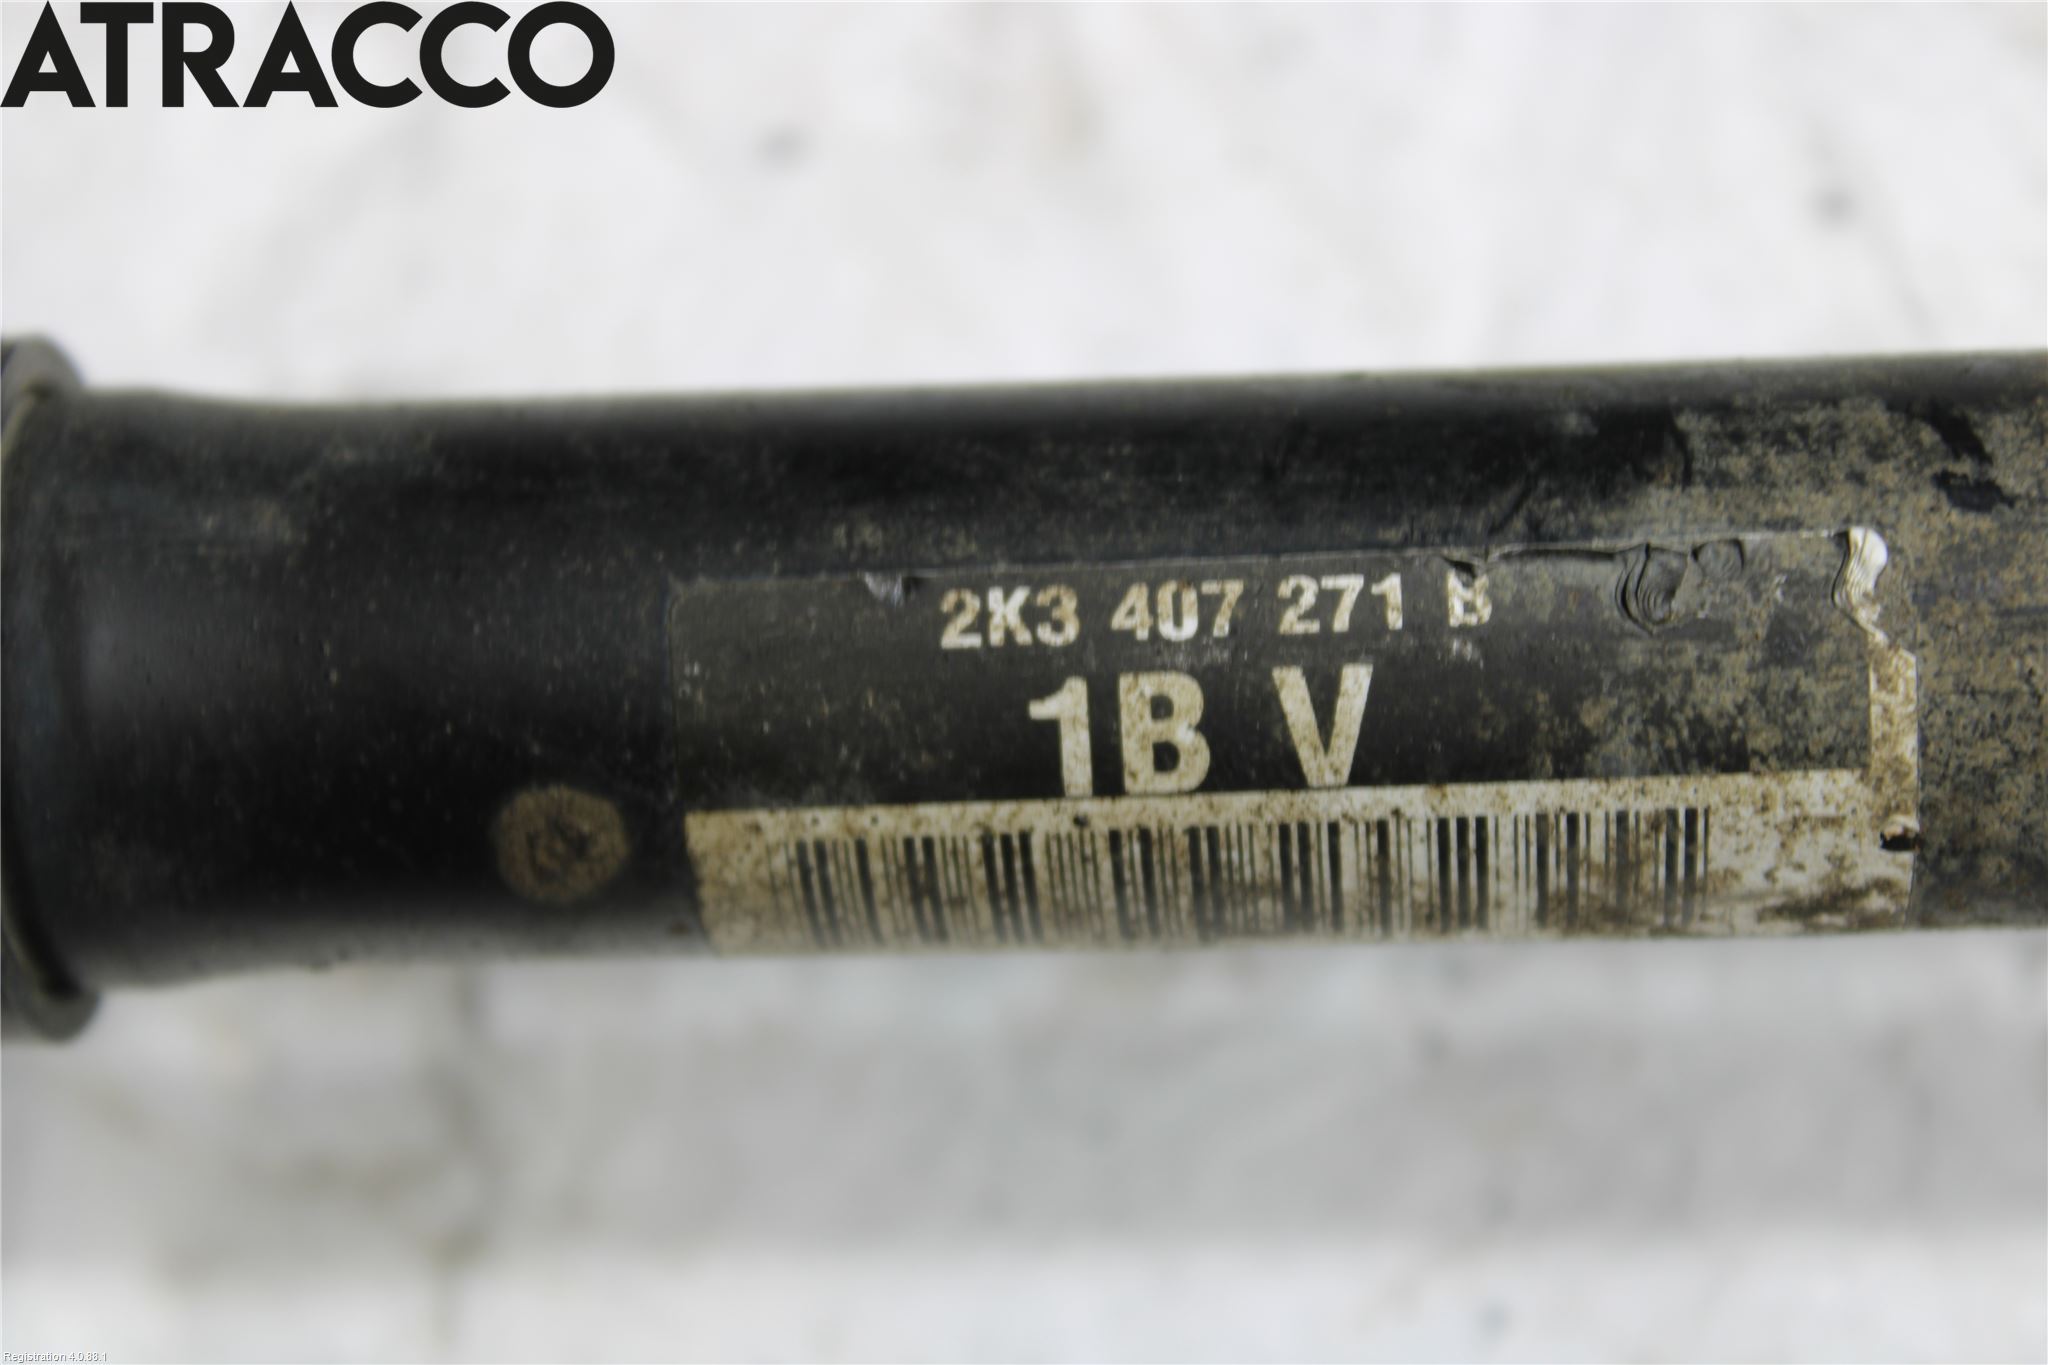 ATRACCO
2K3 407 271 B
1B V
Registration 4.0.88.1